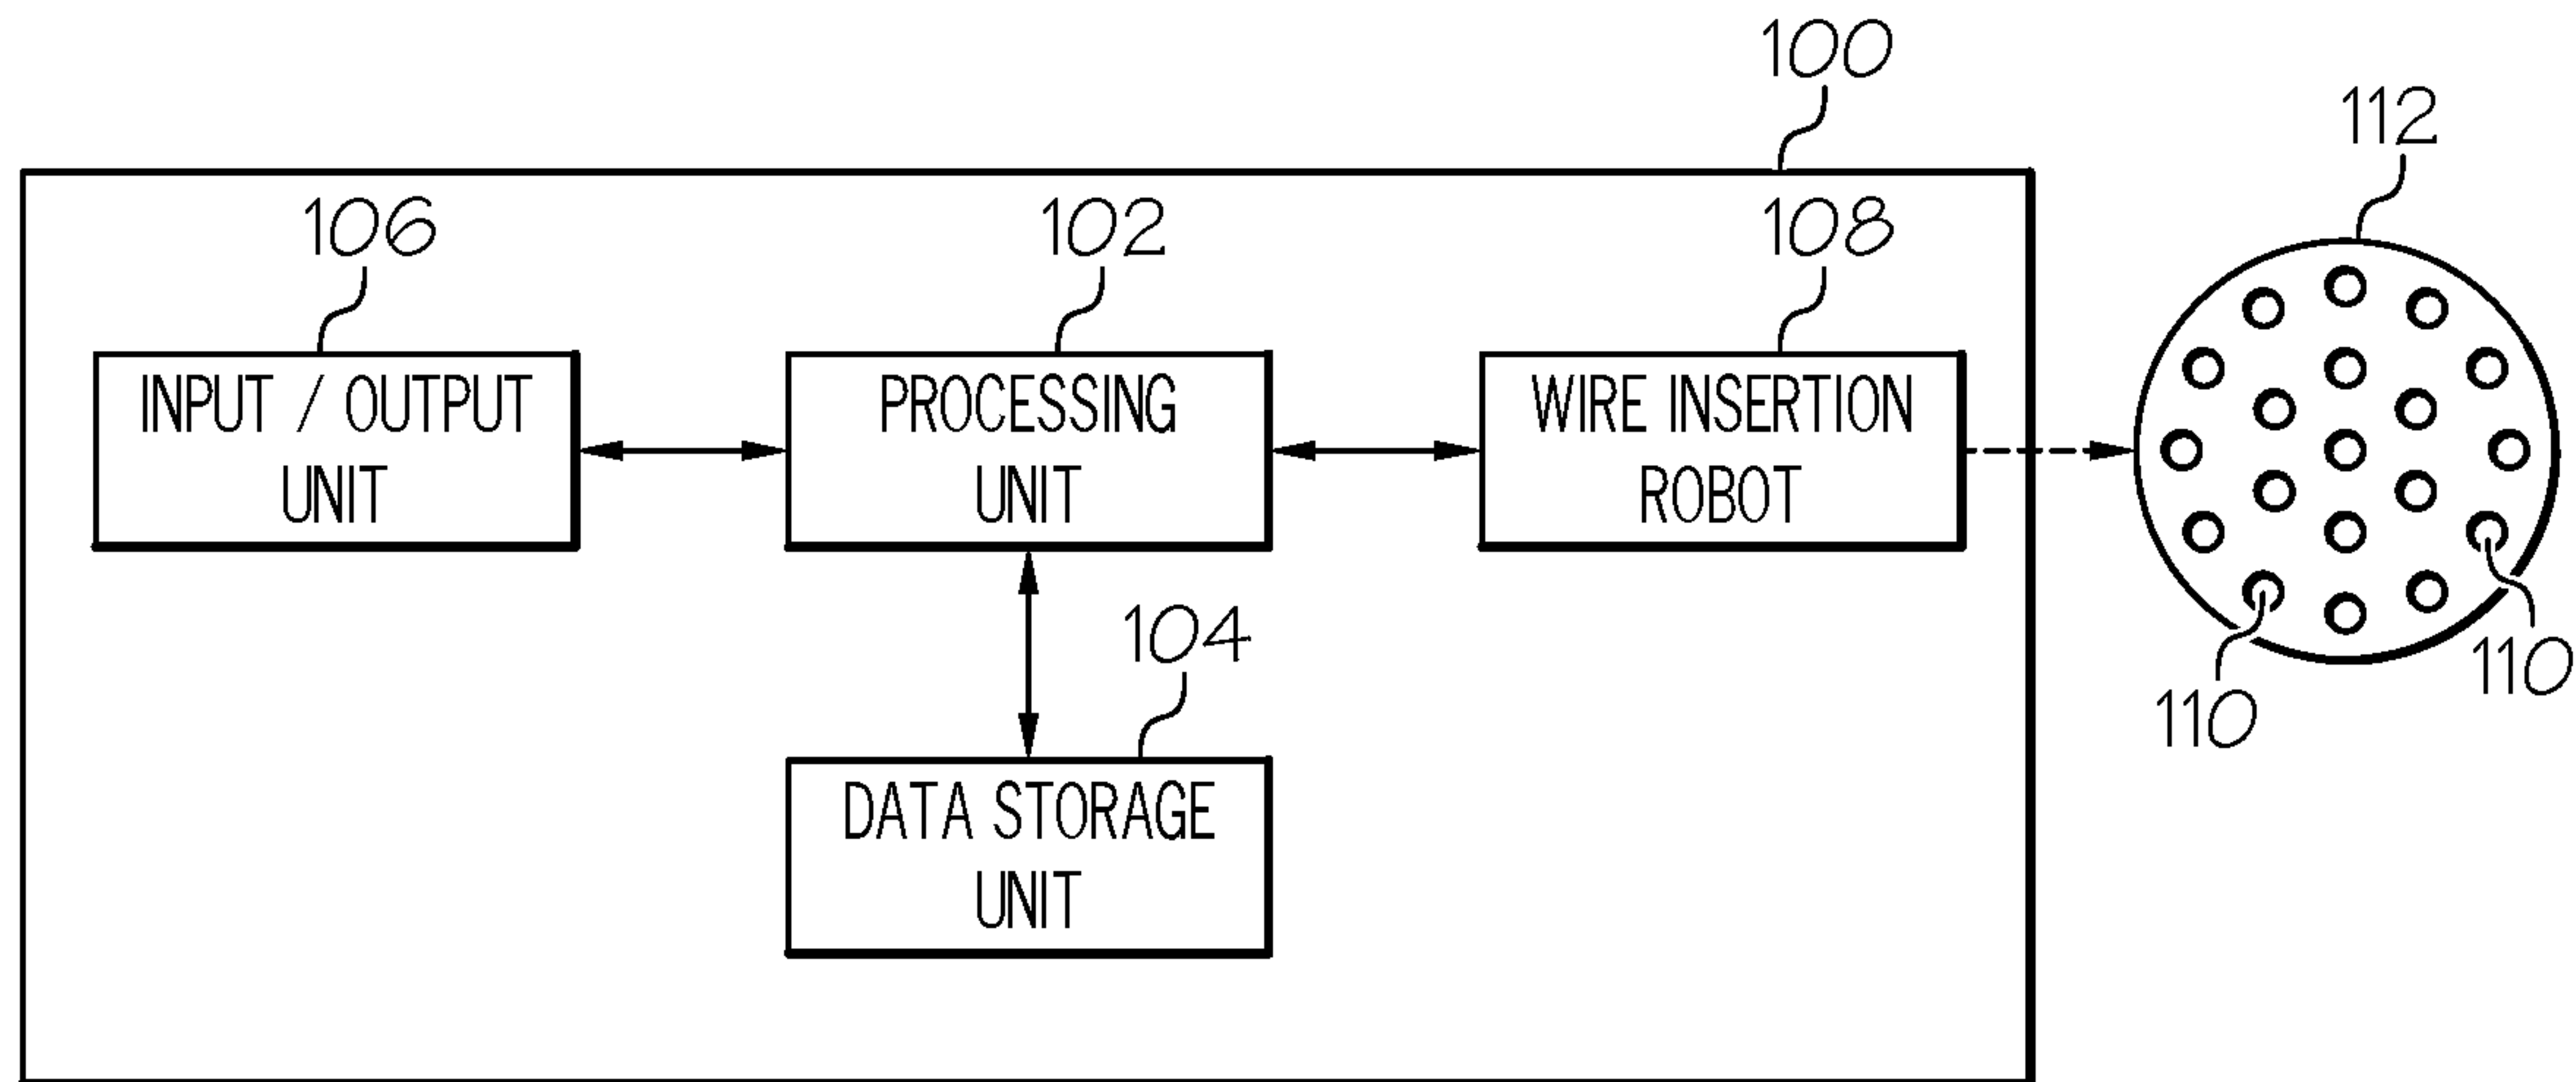 100
112
106
102
108
INPUT / OUTPUT
UNIT
PROCESSING
UNIT
WIRE INSERTION
ROBOT
104
110
110
DATA STORAGE
UNIT